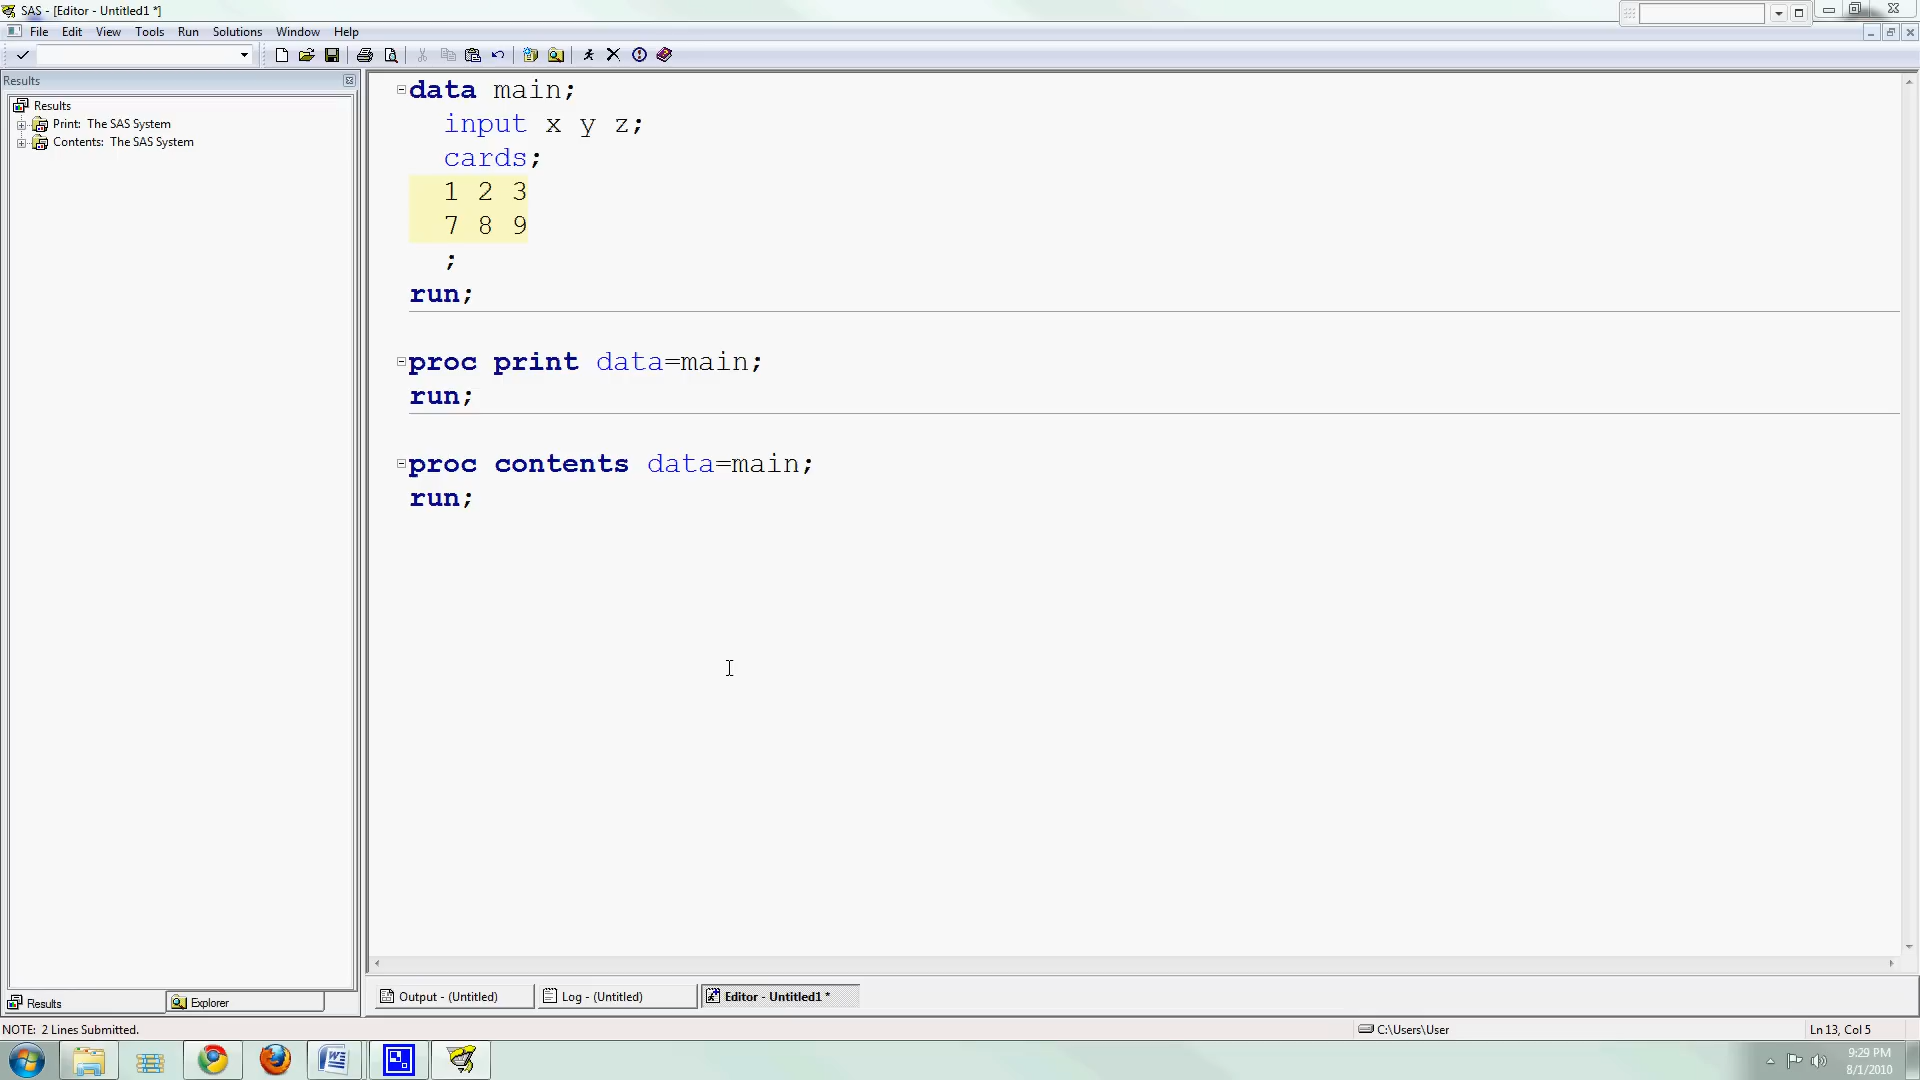 SAS - [Editor - Untitled1 *]
File Edit View Tools Run Solutions Window Help
Results
Results
Print: The SAS System
Contents: The SAS System
data main;
input x y z;
cards;
1 2 3
7 8 9
;
run;
proc print data=main;
run;
proc contents data=main;
run;
Results Explorer
Output - (Untitled) Log - (Untitled) Editor - Untitled1 *
NOTE: 2 Lines Submitted. C:\Users\User Ln 13, Col 5
9:29 PM
8/1/2010